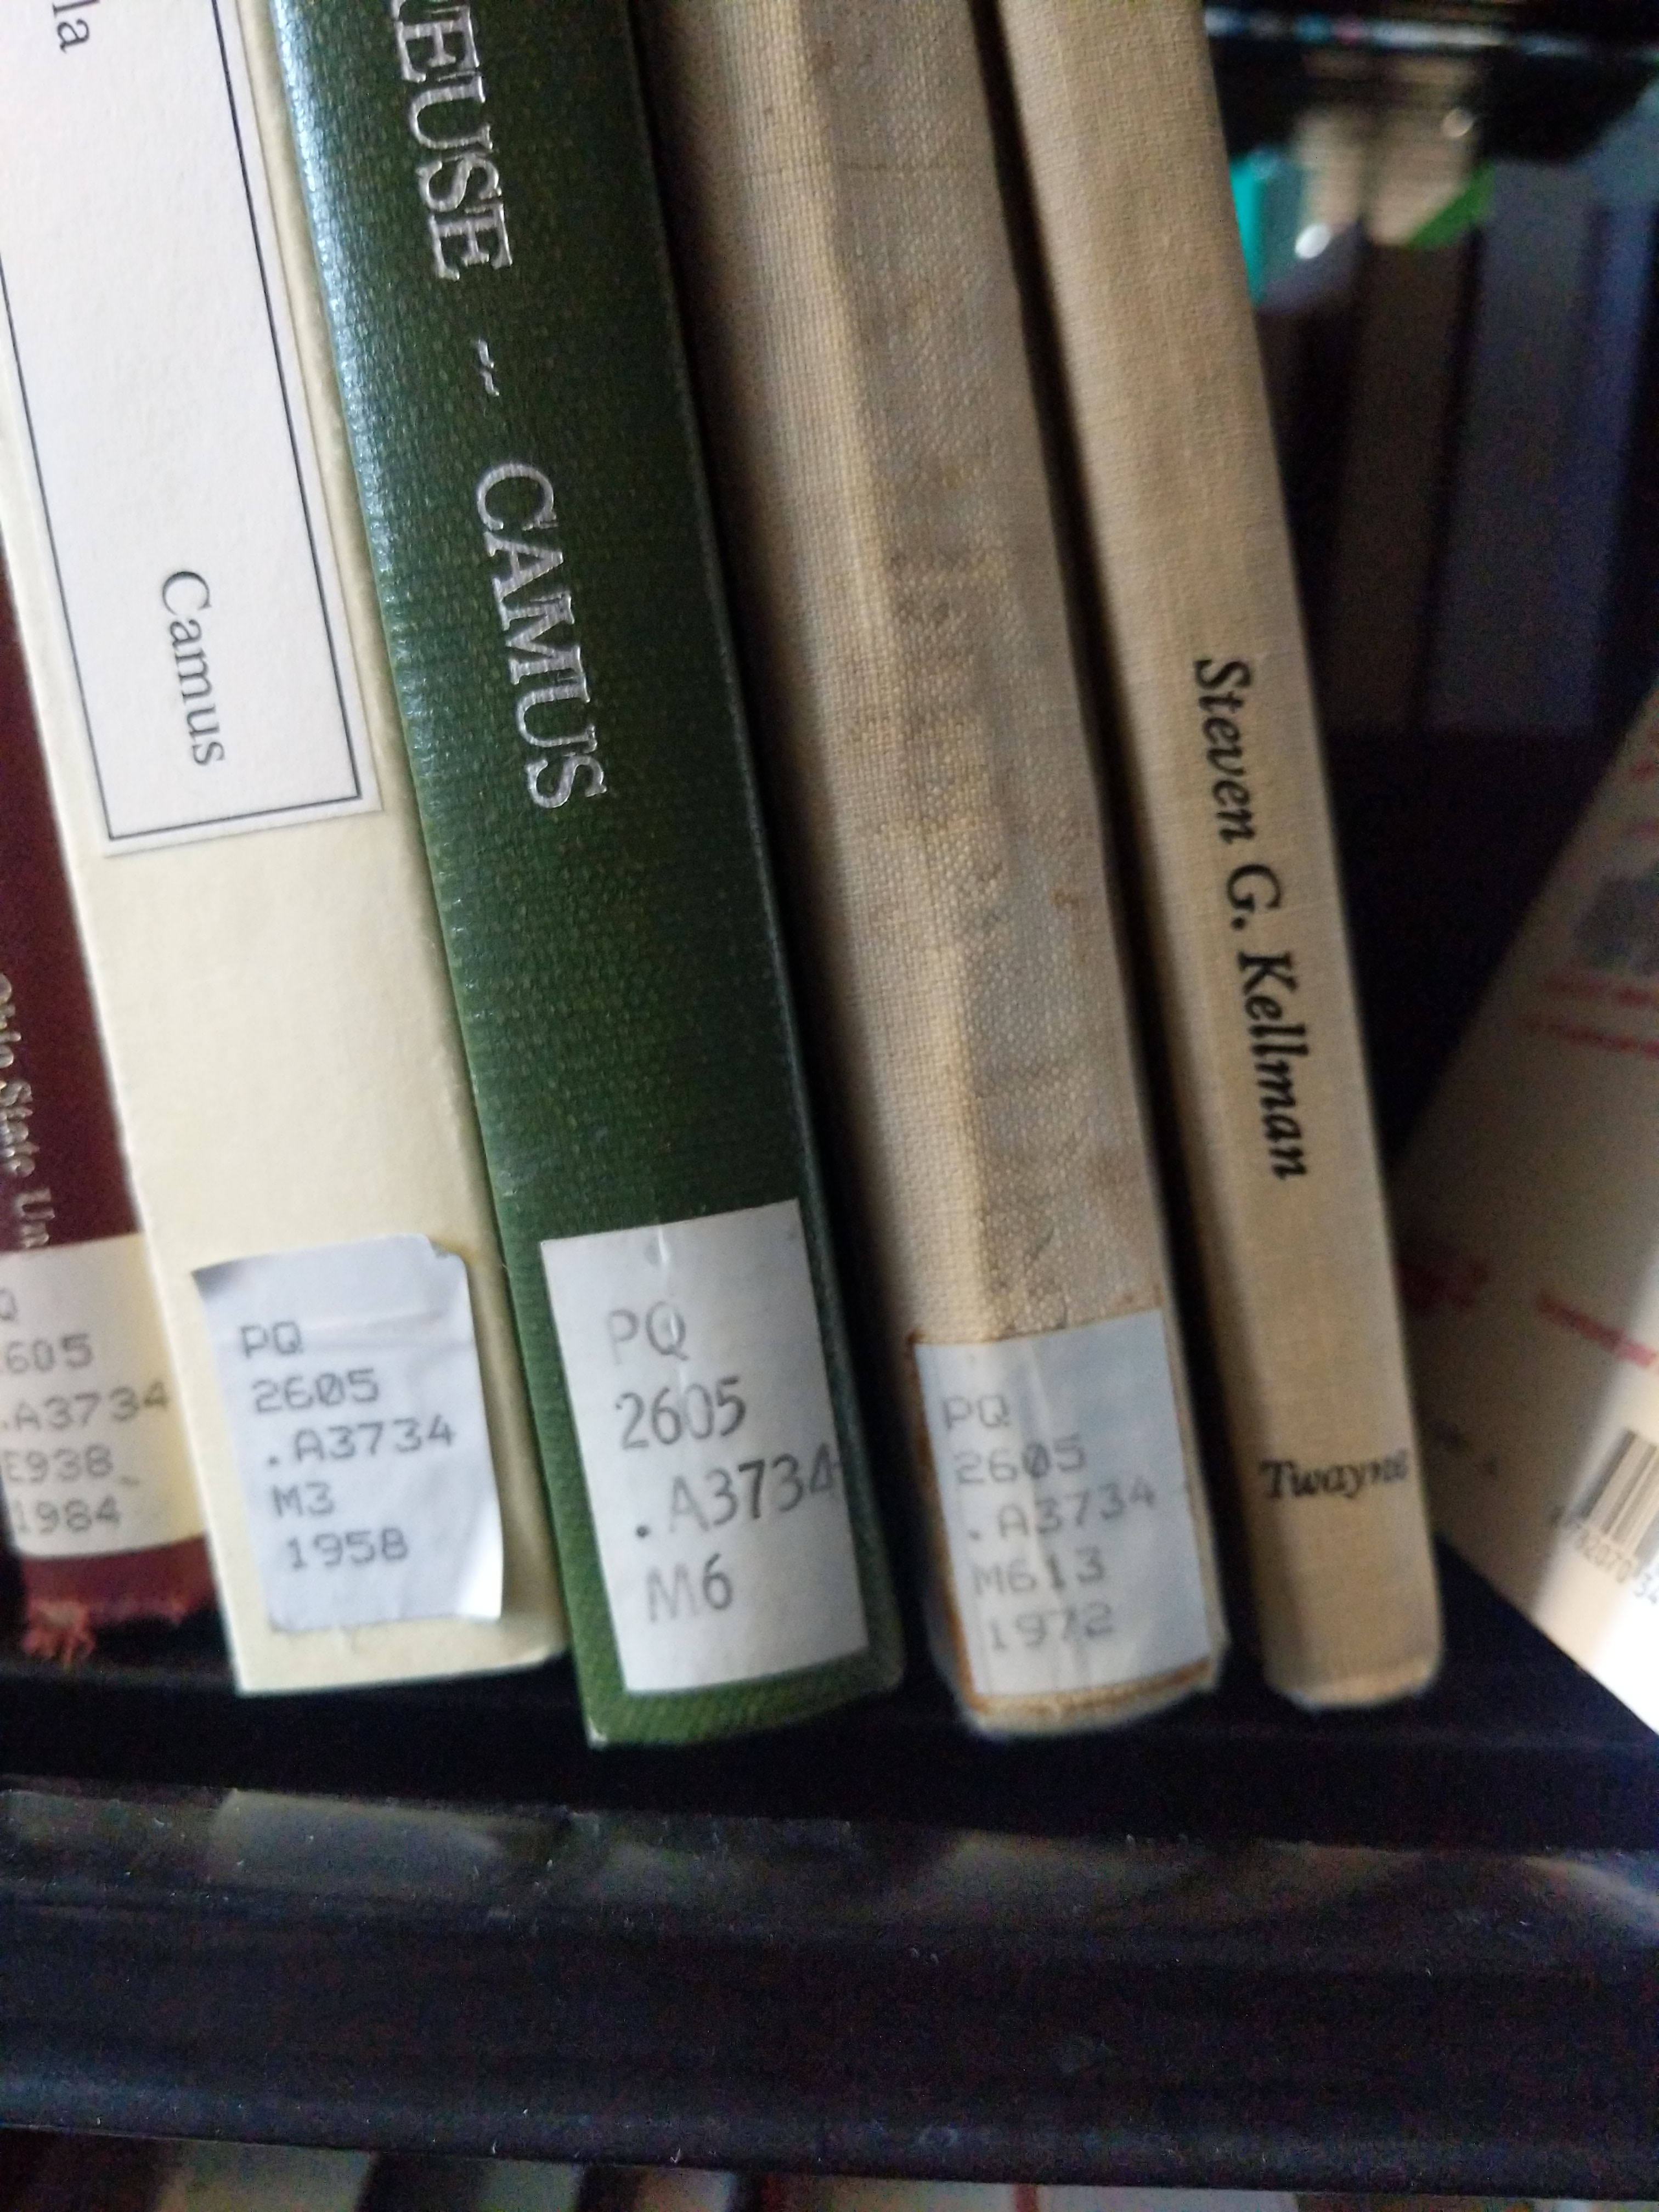 la
Camus
EUSE ~ CAMUS
Steven G. Kellman
Twayne
605
.A3734
E938
1984
PQ
2605
.A3734
M3
1958
PQ
2605
.A3734
M6
PQ
2605
.A3734
M613
1972